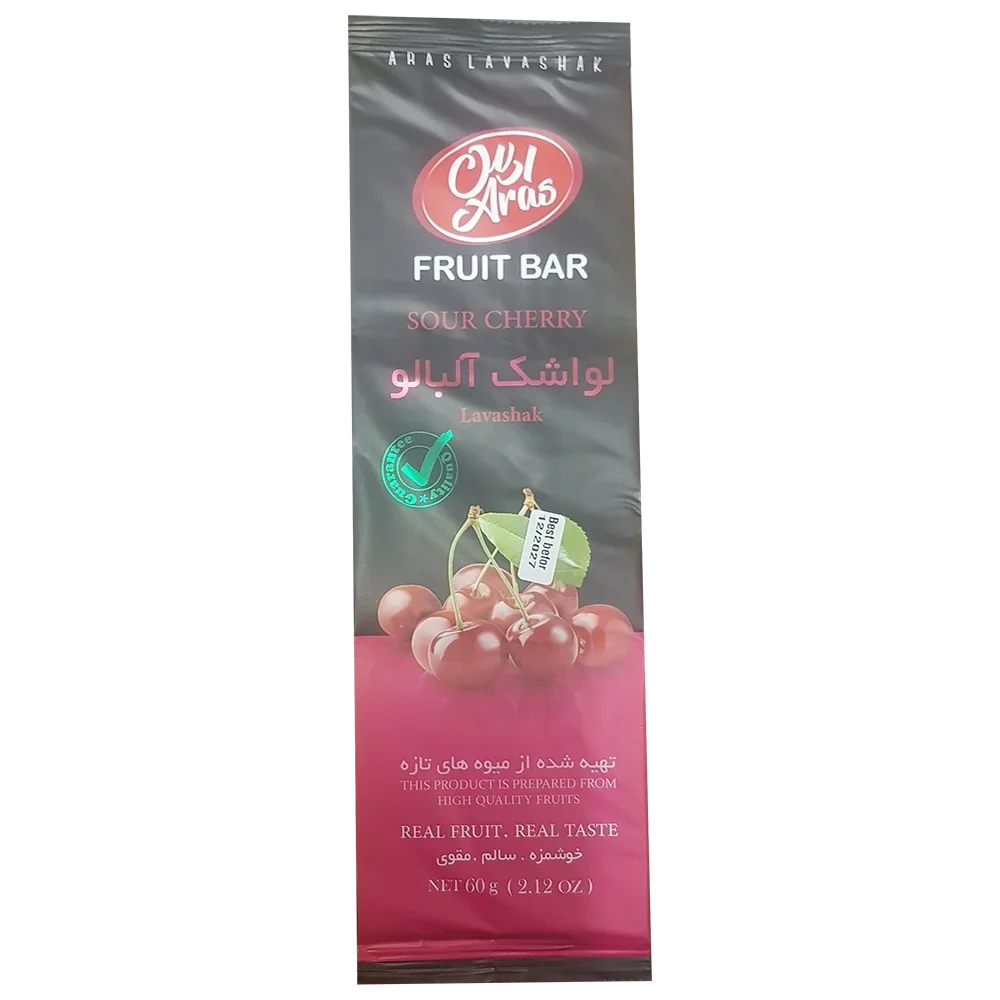 ARAS LAVASHAK
ارس
Aras
FRUIT BAR
SOUR CHERRY
لواشک آلبالو
Lavashak
Guarantee Quality
Best befor
12/2027
تهیه شده از میوه های تازه
THIS PRODUCT IS PREPARED FROM
HIGH QUALITY FRUITS
REAL FRUIT. REAL TASTE
خوشمزه . سالم . مقوی
NET 60 g ( 2.12 OZ )